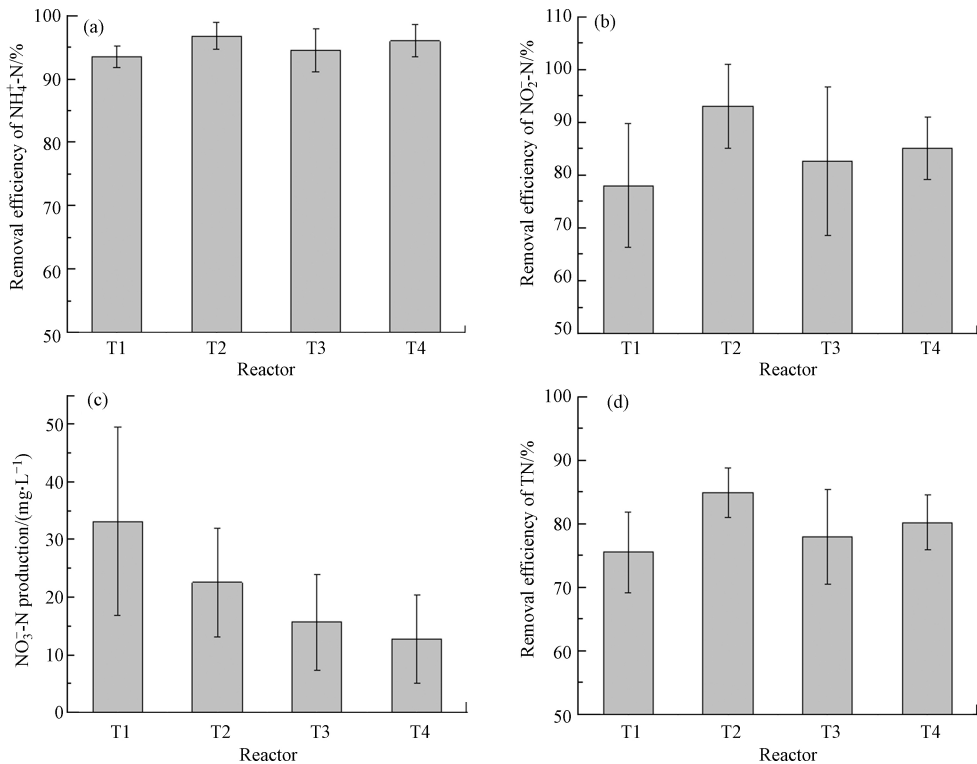 (a)
Removal efficiency of NH₄⁺-N/%
100
90
80
70
60
50
T1 T2 T3 T4
Reactor
(b)
Removal efficiency of NO₂⁻-N/%
110
100
90
80
70
60
50
T1 T2 T3 T4
Reactor
(c)
NO₃⁻-N production/(mg·L⁻¹)
50
40
30
20
10
0
T1 T2 T3 T4
Reactor
(d)
Removal efficiency of TN/%
100
90
80
70
60
50
T1 T2 T3 T4
Reactor